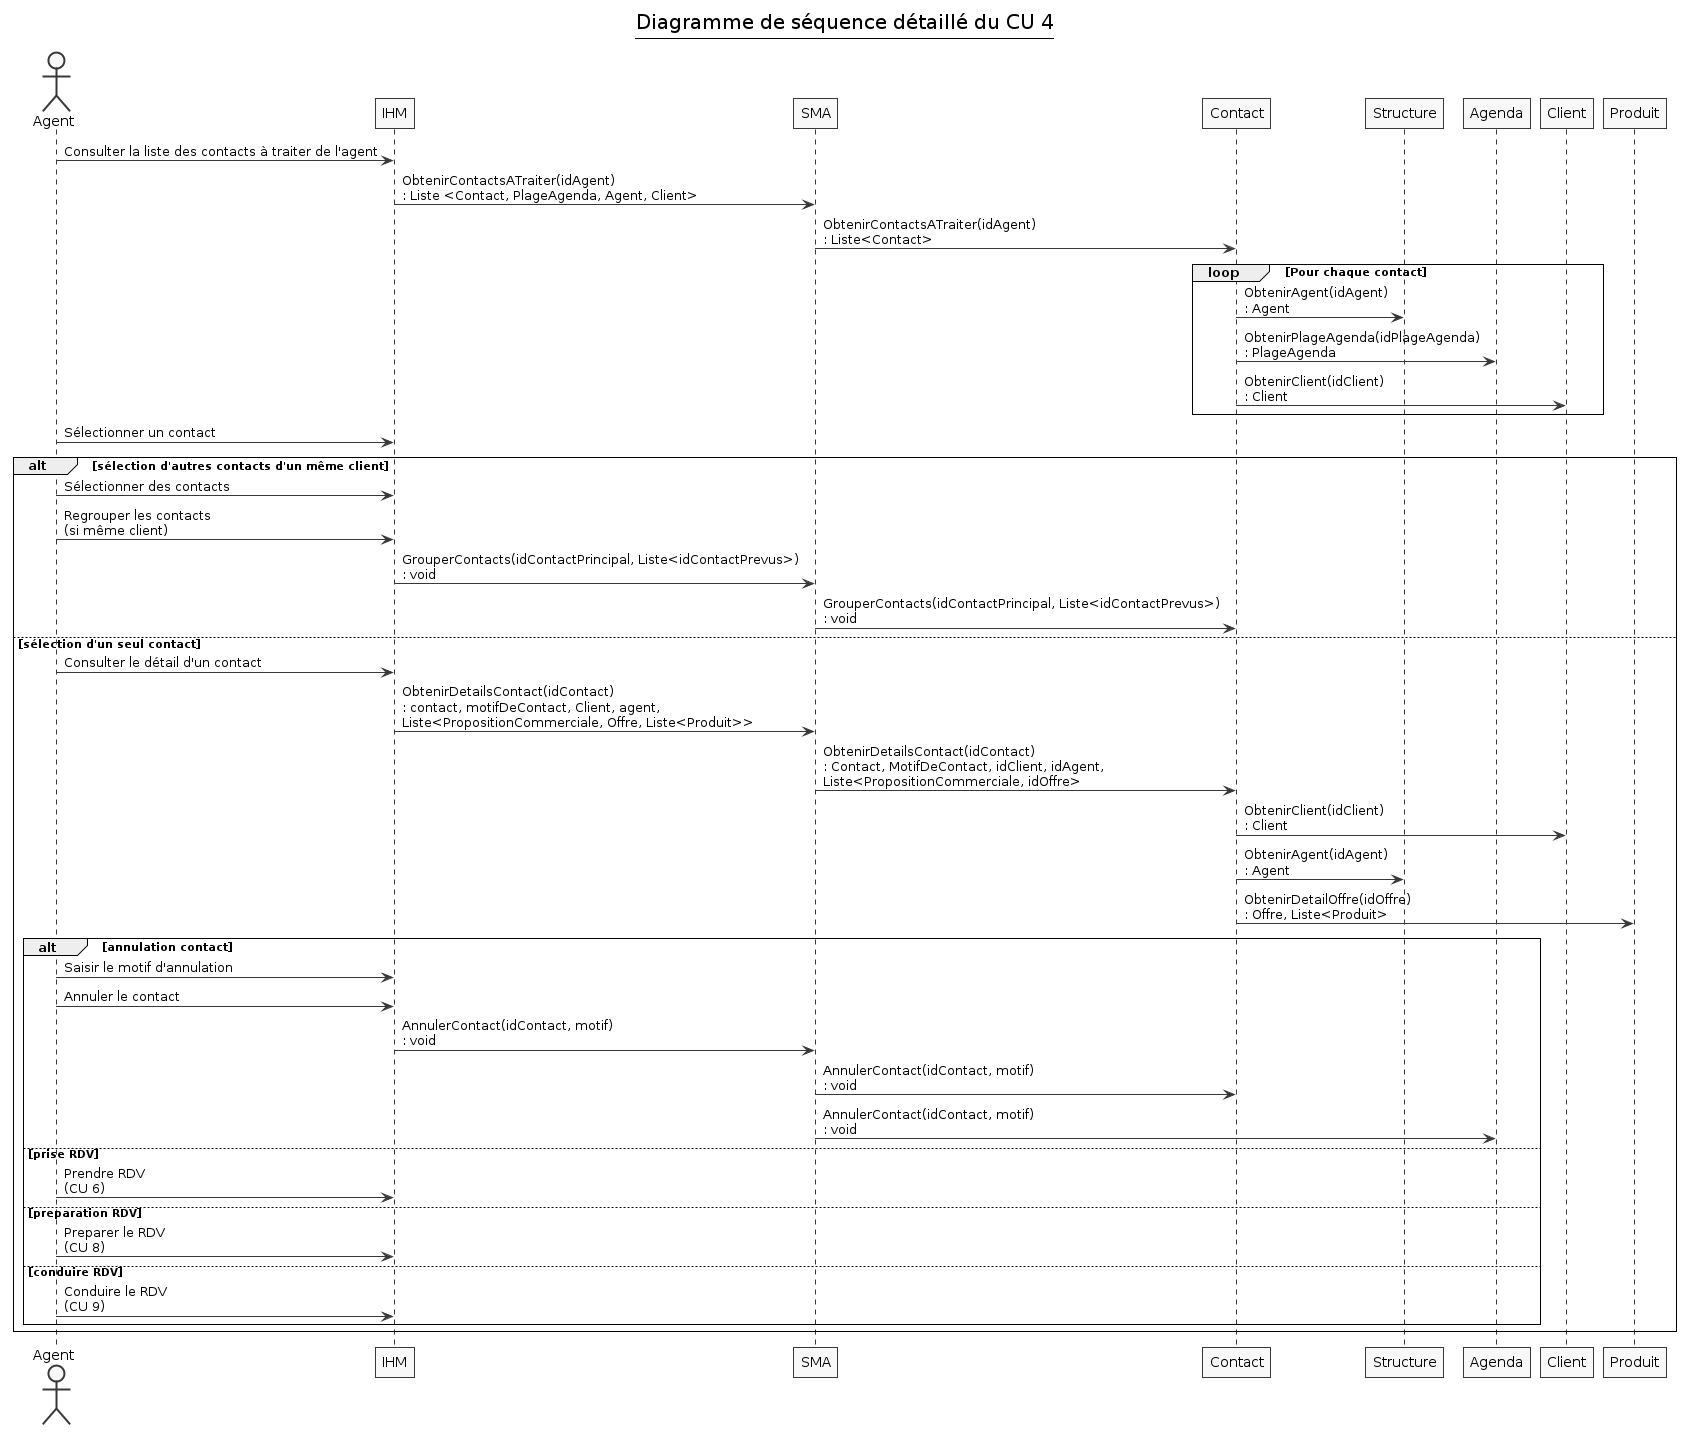 Diagramme de séquence détaillé du CU 4
Agent
IHM
SMA
Contact
Structure
Agenda
Client
Produit
Consulter la liste des contacts à traiter de l'agent
ObtenirContactsATraiter(idAgent)
: Liste <Contact, PlageAgenda, Agent, Client>
ObtenirContactsATraiter(idAgent)
: Liste<Contact>
loop
[Pour chaque contact]
ObtenirAgent(idAgent)
: Agent
ObtenirPlageAgenda(idPlageAgenda)
: PlageAgenda
ObtenirClient(idClient)
: Client
Sélectionner un contact
alt
[sélection d'autres contacts d'un même client]
Sélectionner des contacts
Regrouper les contacts
(si même client)
GrouperContacts(idContactPrincipal, Liste<idContactPrevus>)
: void
GrouperContacts(idContactPrincipal, Liste<idContactPrevus>)
: void
[sélection d'un seul contact]
Consulter le détail d'un contact
ObtenirDetailsContact(idContact)
: contact, motifDeContact, Client, agent,
Liste<PropositionCommerciale, Offre, Liste<Produit>>
ObtenirDetailsContact(idContact)
: Contact, MotifDeContact, idClient, idAgent,
Liste<PropositionCommerciale, idOffre>
ObtenirClient(idClient)
: Client
ObtenirAgent(idAgent)
: Agent
ObtenirDetailOffre(idOffre)
: Offre, Liste<Produit>
alt
[annulation contact]
Saisir le motif d'annulation
Annuler le contact
AnnulerContact(idContact, motif)
: void
AnnulerContact(idContact, motif)
: void
AnnulerContact(idContact, motif)
: void
[prise RDV]
Prendre RDV
(CU 6)
[preparation RDV]
Preparer le RDV
(CU 8)
[conduire RDV]
Conduire le RDV
(CU 9)
Agent
IHM
SMA
Contact
Structure
Agenda
Client
Produit